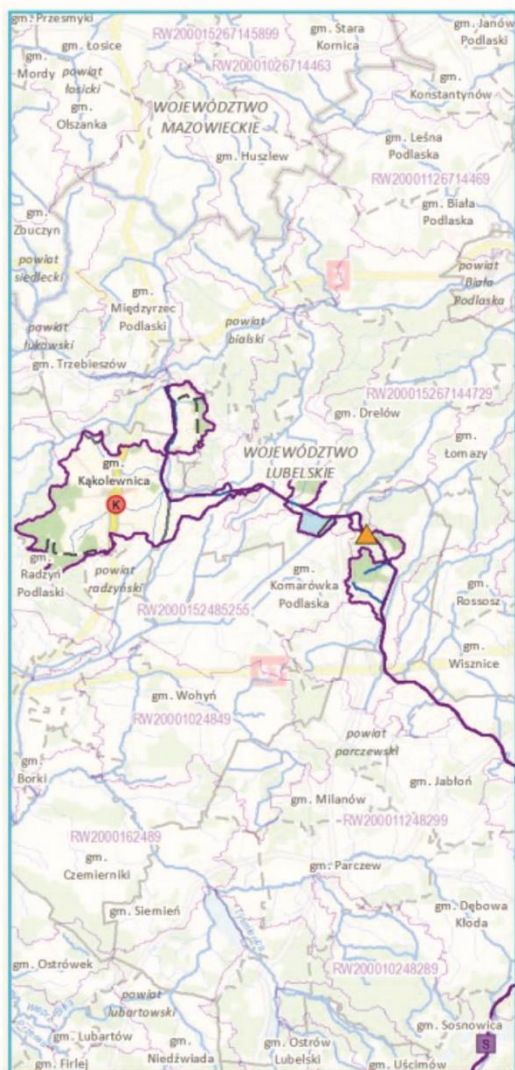 gm. Przesmyki
gm. Łosice
RW200015267145899
gm. Stara
Kornica
gm. Janów
Podlaski
gm.
Mordy
powiat
łosicki
RW20001026714463
gm.
Konstantynów
gm.
Olszanka
WOJEWÓDZTWO
MAZOWIECKIE
gm. Huszlew
gm. Leśna
Podlaska
RW20001126714469
gm. Biała
Podlaska
gm.
Zbuczyn
powiat
siedlecki
powiat
Biała
Podlaska
gm.
Międzyrzec
Podlaski
powiat
łukowski
powiat
bialski
gm. Trzebieszów
RW200015267144729
gm. Drelów
gm.
Łomazy
WOJEWÓDZTWO
LUBELSKIE
gm.
Kąkolewnica
K
gm.
Radzyń
Podlaski
powiat
radzyński
gm.
Komarówka
Podlaska
gm.
Rossosz
RW2000152485255
gm.
Wisznice
gm. Wohyń
RW20001024849
powiat
parczewski
gm.
Borki
gm. Jabłoń
gm. Milanów
RW200011248299
RW2000162489
gm.
Czemierniki
gm. Parczew
gm. Siemień
gm. Dębowa
Kłoda
Tyśmienica
gm. Ostrówek
RW200010248289
powiat
lubartowski
gm. Sosnowica
S
gm. Lubartów
gm.
Niedźwiada
gm. Ostrów
Lubelski
gm. Uścimów
gm. Firlej